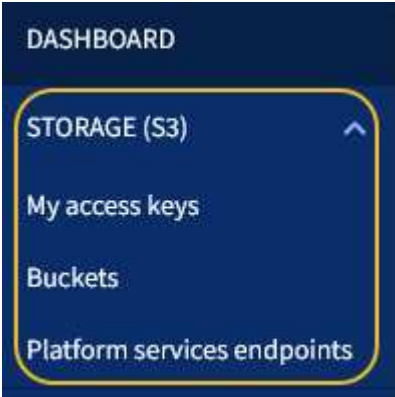 DASHBOARD
STORAGE (S3)
My access keys
Buckets
Platform services endpoints